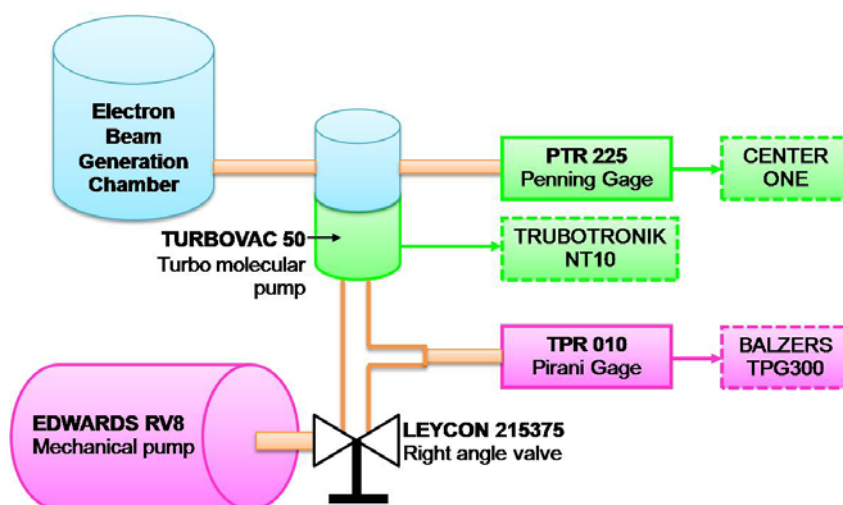 Electron
Beam
Generation
Chamber
PTR 225
Penning Gage
CENTER
ONE
TURBOVAC 50
Turbo molecular
pump
TRUBOTRONIK
NT10
TPR 010
Pirani Gage
BALZERS
TPG300
EDWARDS RV8
Mechanical pump
LEYCON 215375
Right angle valve